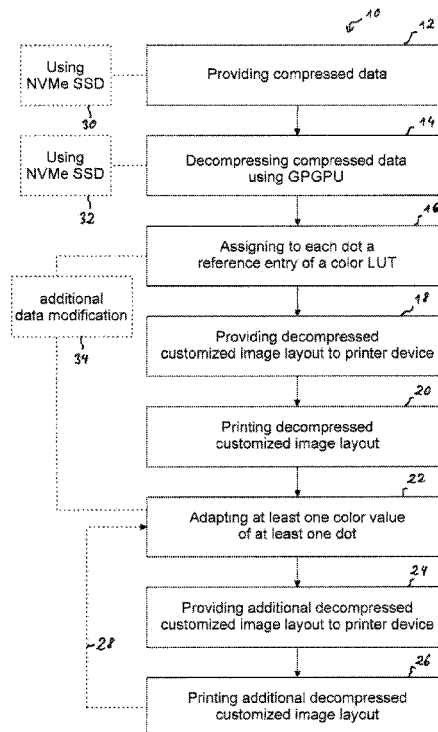 10
12
Using
NVMe SSD
30
Providing compressed data
14
Using
NVMe SSD
32
Decompressing compressed data
using GPGPU
16
Assigning to each dot a
reference entry of a color LUT
additional
data modification
34
18
Providing decompressed
customized image layout to printer device
20
Printing decompressed
customized image layout
22
Adapting at least one color value
of at least one dot
24
Providing additional decompressed
customized image layout to printer device
28
26
Printing additional decompressed
customized image layout